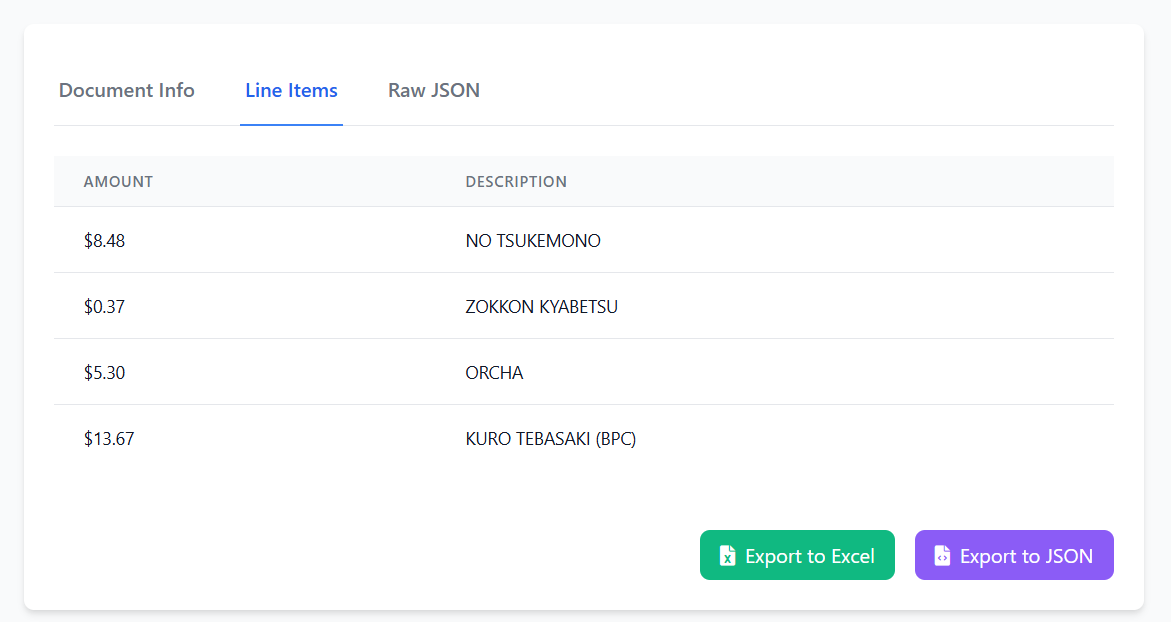 Document Info Line Items Raw JSON
AMOUNT DESCRIPTION
$8.48 NO TSUKEMONO
$0.37 ZOKKON KYABETSU
$5.30 ORCHA
$13.67 KURO TEBASAKI (BPC)
Export to Excel Export to JSON